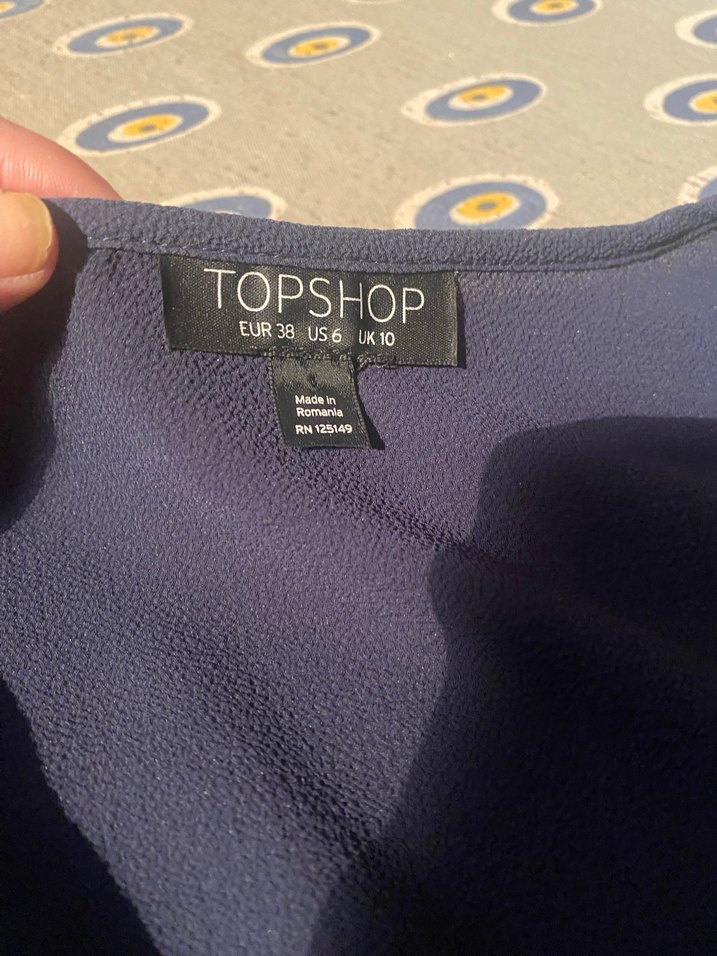 TOPSHOP
EUR 38 US 6 UK 10
Made in
Romania
RN 125149